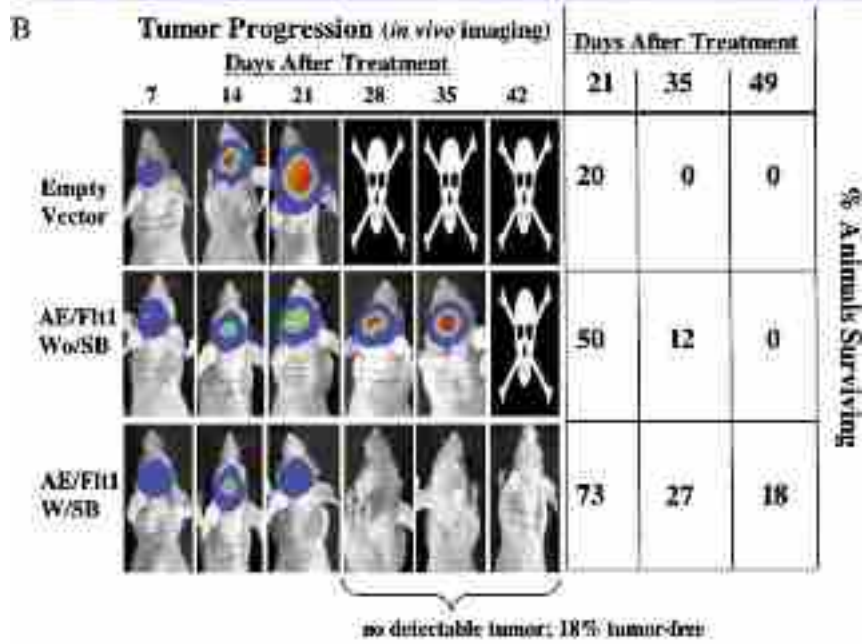 B
Tumor Progression (in vivo imaging)
Days After Treatment
7 14 21 28 35 42
Days After Treatment
21 35 49
Empty
Vector
20 0 0
AE/Flt1
Wo/SB
50 12 0
AE/Flt1
W/SB
73 27 18
% Animals Surviving
no detectable tumor; 18% tumor-free